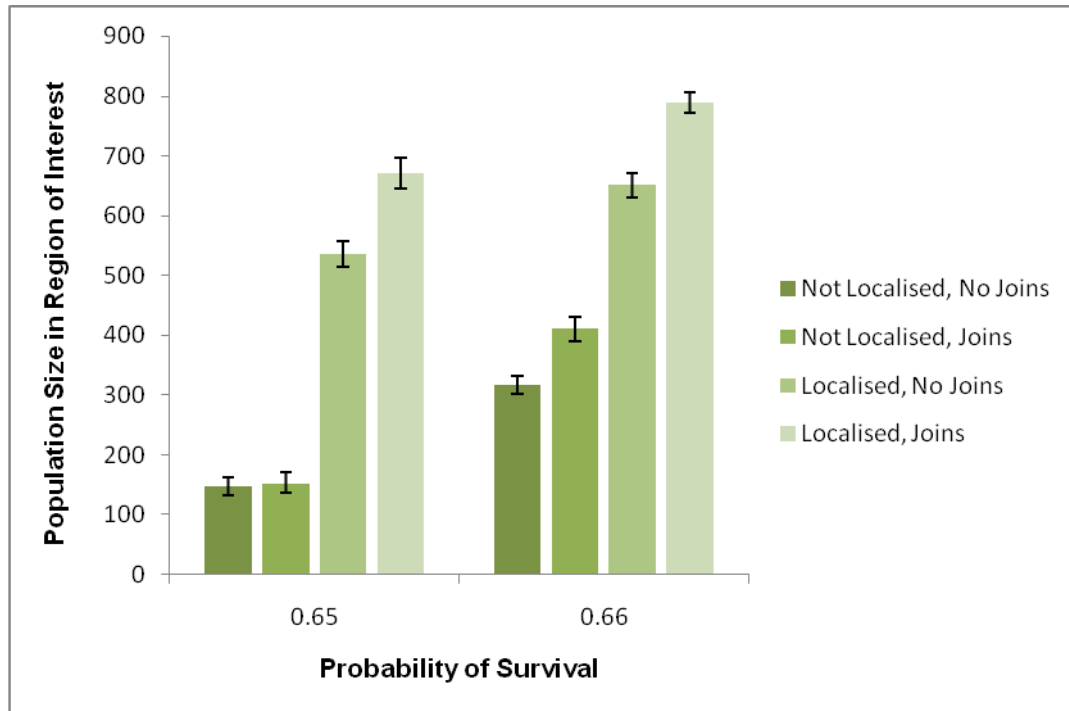 900
800
700
600
500
400
300
200
100
0
Population Size in Region of Interest
0.65
0.66
Probability of Survival
Not Localised, No Joins
Not Localised, Joins
Localised, No Joins
Localised, Joins